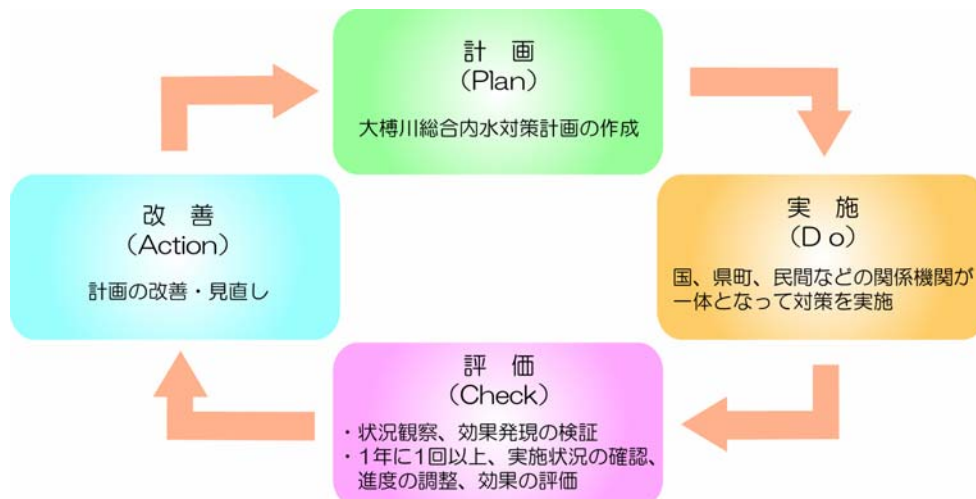 計 画
(Plan)
大榑川総合内水対策計画の作成
実 施
(D o)
国、県町、民間などの関係機関が
一体となって対策を実施
評 価
(Check)
・状況観察、効果発現の検証
・1年に1回以上、実施状況の確認、
進度の調整、効果の評価
改 善
(Action)
計画の改善・見直し